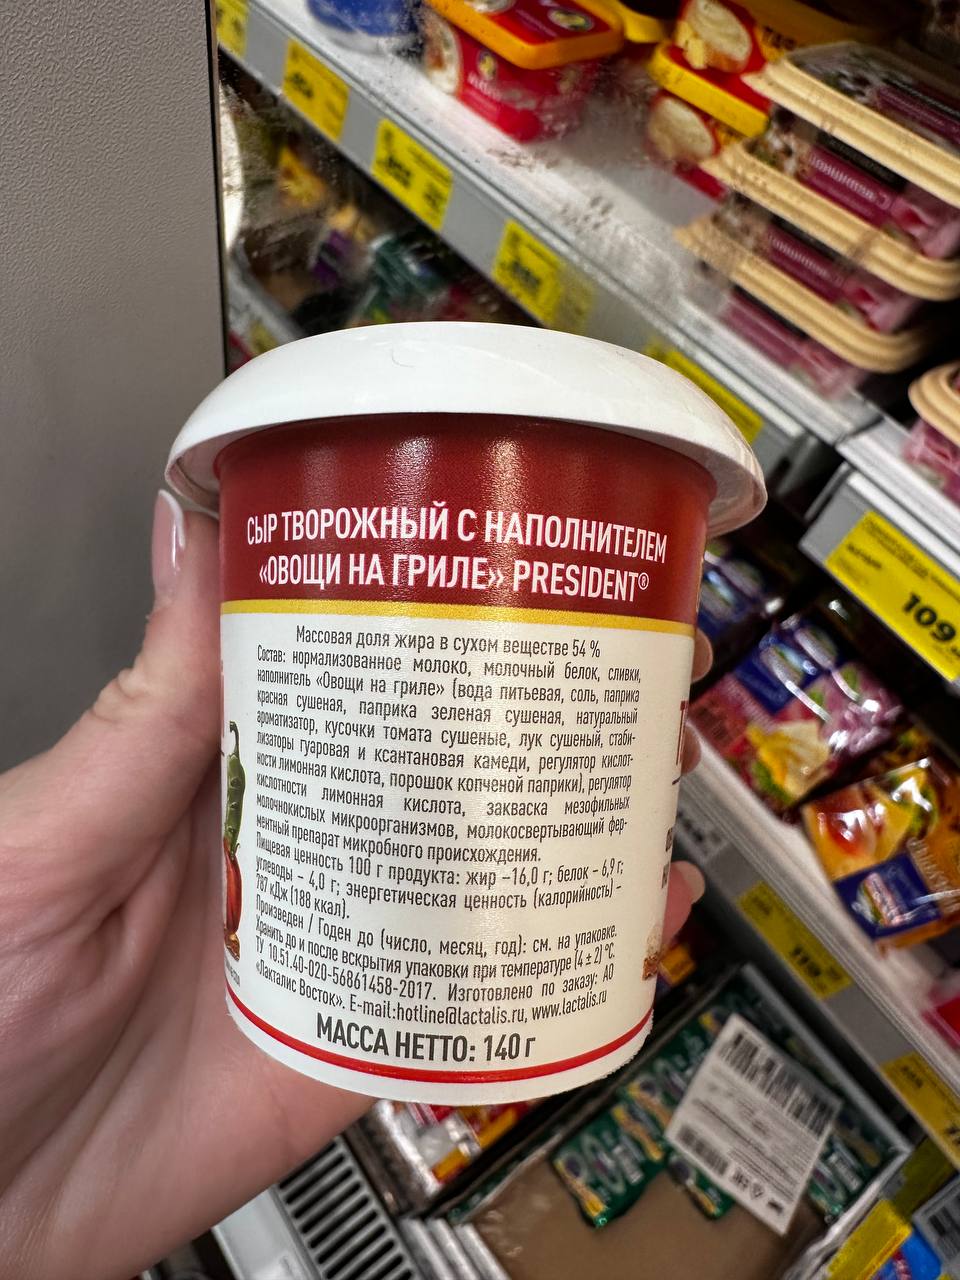 СЫР ТВОРОЖНЫЙ С НАПОЛНИТЕЛЕМ
«ОВОЩИ НА ГРИЛЕ» PRESIDENT®
Массовая доля жира в сухом веществе 54 %
Состав: нормализованное молоко, молочный белок, сливки,
наполнитель «Овощи на гриле» (вода питьевая, соль, паприка
красная сушеная, паприка зеленая сушеная, натуральный
ароматизатор, кусочки томата сушеные, лук сушеный, стаби-
лизаторы гуаровая и ксантановая камеди, регулятор кислот-
ности лимонная кислота, порошок копченой паприки), регулятор
кислотности лимонная кислота, закваска мезофильных
молочнокислых микроорганизмов, молокосвертывающий фер-
ментный препарат микробного происхождения.
Пищевая ценность 100 г продукта: жир –16,0 г; белок – 6,9 г;
углеводы – 4,0 г; энергетическая ценность (калорийность) –
787 кДж (188 ккал).
Произведен / Годен до (число, месяц, год): см. на упаковке.
Хранить до и после вскрытия упаковки при температуре (4 ± 2) °С.
ТУ 10.51.40-020-56861458-2017. Изготовлено по заказу: АО
«Лакталис Восток». E-mail:hotline@lactalis.ru, www.lactalis.ru
МАССА НЕТТО: 140 г
109